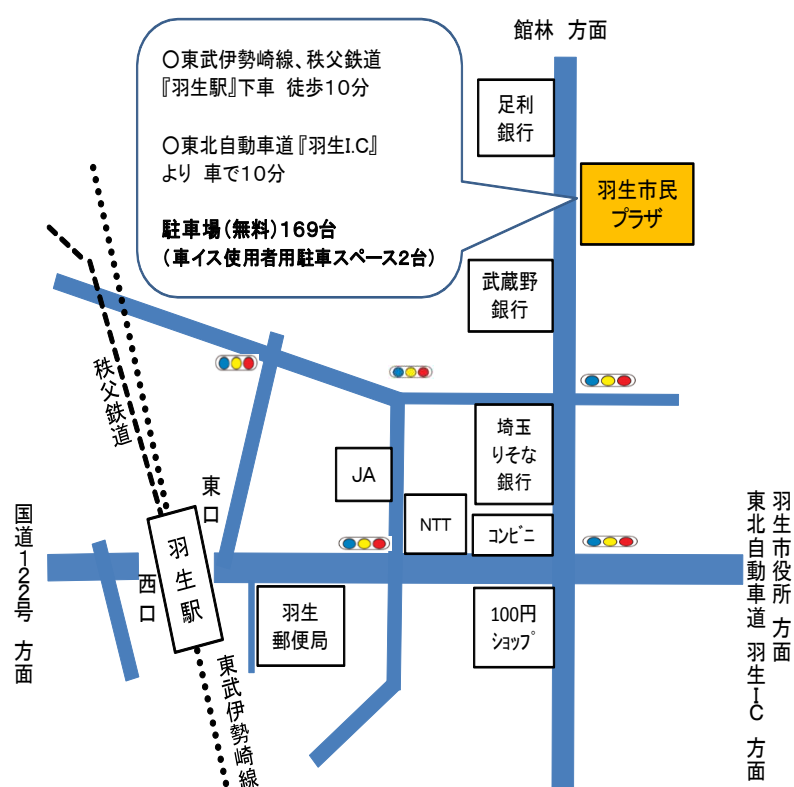 館林 方面
〇東武伊勢崎線、秩父鉄道
『羽生駅』下車 徒歩10分
〇東北自動車道『羽生I.C』
より 車で10分
駐車場(無料)169台
(車イス使用者用駐車スペース2台)
足利
銀行
羽生市民
プラザ
武蔵野
銀行
秩父鉄道
埼玉
りそな
銀行
JA
東口
NTT
コンビニ
国道122号 方面
羽生駅
西口
羽生
郵便局
100円
ショップ
羽生市役所 方面
東北自動車道 羽生I.C 方面
東武伊勢崎線